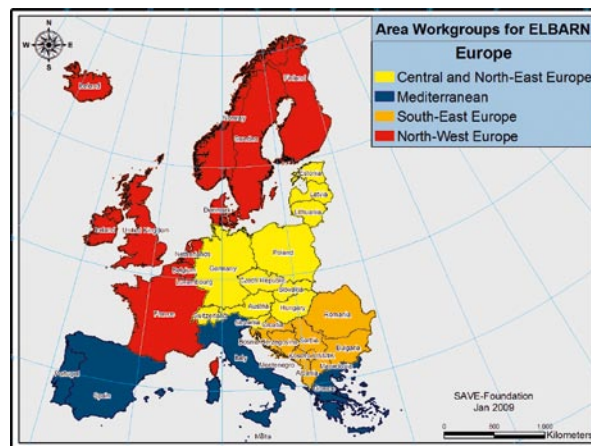 Area Workgroups for ELBARN
Europe
Central and North-East Europe
Mediterranean
South-East Europe
North-West Europe
N
W
E
S
Iceland
Finland
Norway
Sweden
Estonia
Latvia
Lithuania
Denmark
Ireland
United Kingdom
Netherlands
Belgium
Luxembourg
Germany
Poland
Czech Republic
Slovakia
Austria
Hungary
Switzerland
France
Slovenia
Croatia
Romania
Serbia
Bulgaria
Montenegro
Albania
Italy
Portugal
Spain
Greece
Malta
SAVE-Foundation
Jan 2009
0
500
1.000
Kilometers